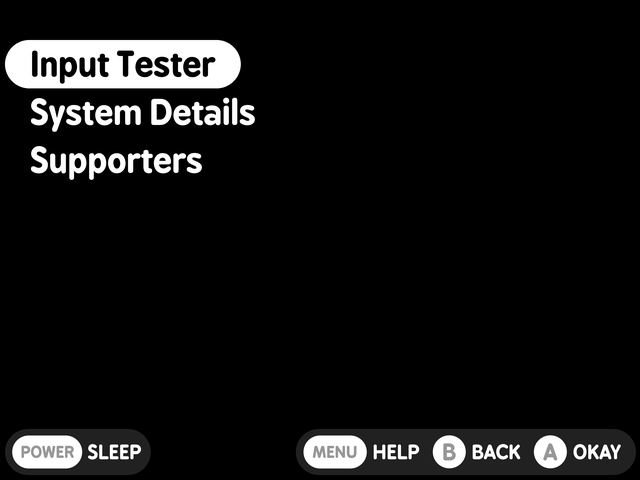 Input Tester
System Details
Supporters
POWER SLEEP MENU HELP B BACK A OKAY